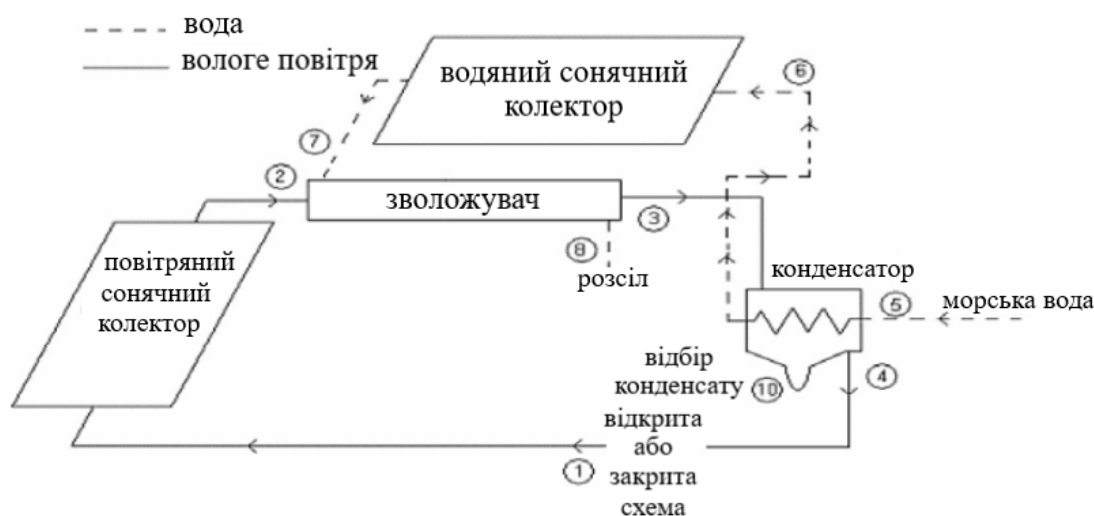 вода
вологе повітря
водяний сонячний
колектор
6
7
2
зволожувач
3
8
розсіл
повітряний
сонячний
колектор
конденсатор
5
морська вода
відбір
конденсату
10
4
відкрита
або
закрита
схема
1